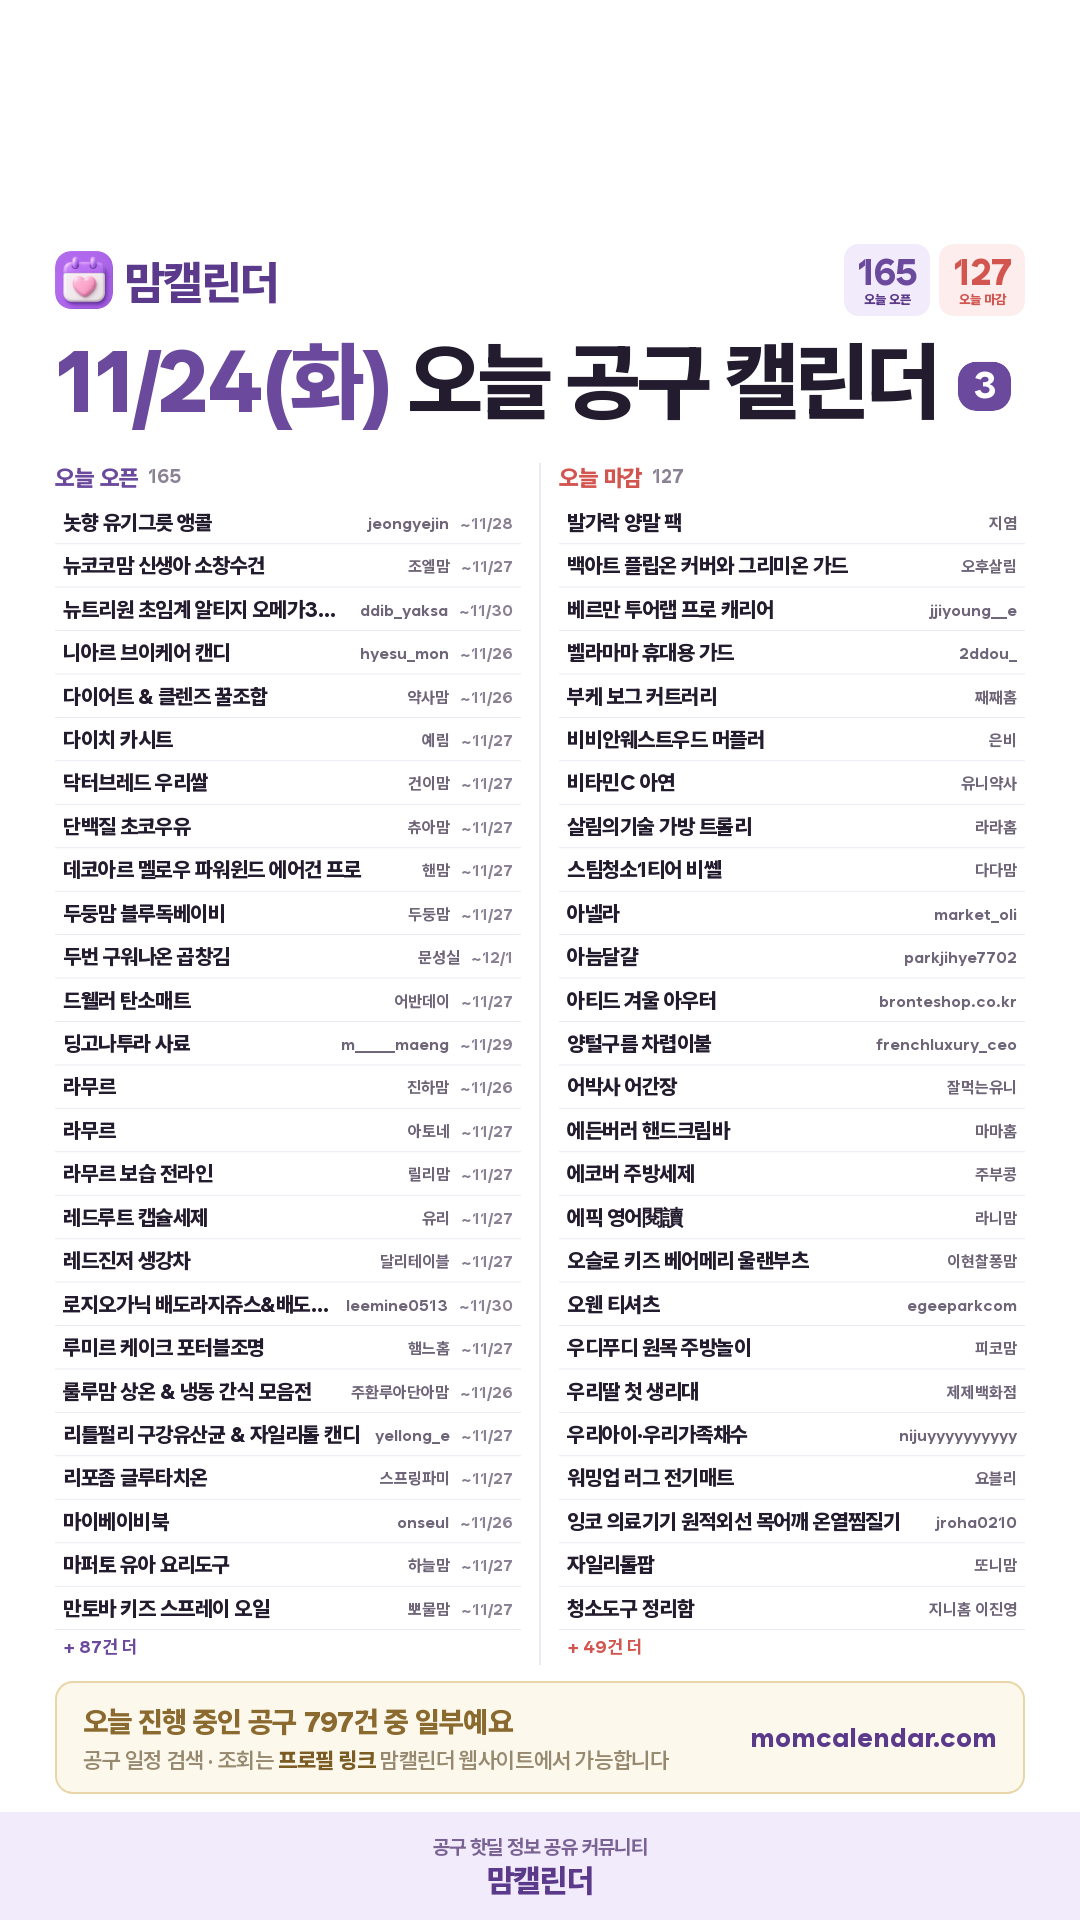 맘캘린더
165
오늘 오픈
127
오늘 마감
11/24(화) 오늘 공구 캘린더 3
오늘 오픈 165
놋향 유기그릇 앵콜 jeongyejin ~11/28
뉴코코맘 신생아 소창수건 조엘맘 ~11/27
뉴트리원 초임계 알티지 오메가3... ddib_yaksa ~11/30
니아르 브이케어 캔디 hyesu_mon ~11/26
다이어트 & 클렌즈 꿀조합 약사맘 ~11/26
다이치 카시트 예림 ~11/27
닥터브레드 우리쌀 건이맘 ~11/27
단백질 초코우유 츄아맘 ~11/27
데코아르 멜로우 파워윈드 에어건 프로 핸맘 ~11/27
두둥맘 블루독베이비 두둥맘 ~11/27
두번 구워나온 곱창김 문성실 ~12/1
드웰러 탄소매트 어반데이 ~11/27
딩고나투라 사료 m_____maeng ~11/29
라무르 진하맘 ~11/26
라무르 아토네 ~11/27
라무르 보습 전라인 릴리맘 ~11/27
레드루트 캡슐세제 유리 ~11/27
레드진저 생강차 달리테이블 ~11/27
로지오가닉 배도라지쥬스&배도... leemine0513 ~11/30
루미르 케이크 포터블조명 햄느홈 ~11/27
룰루맘 상온 & 냉동 간식 모음전 주환루아단아맘 ~11/26
리틀펄리 구강유산균 & 자일리톨 캔디 yellong_e ~11/27
리포좀 글루타치온 스프링파미 ~11/27
마이베이비북 onseul ~11/26
마퍼토 유아 요리도구 하늘맘 ~11/27
만토바 키즈 스프레이 오일 뽀물맘 ~11/27
+ 87건 더
오늘 마감 127
발가락 양말 팩 지염
백아트 플립온 커버와 그리미온 가드 오후살림
베르만 투어랩 프로 캐리어 jjiyoung__e
벨라마마 휴대용 가드 2ddou_
부케 보그 커트러리 째째홈
비비안웨스트우드 머플러 은비
비타민C 아연 유니약사
살림의기술 가방 트롤리 라라홈
스팀청소1티어 비쎌 다다맘
아넬라 market_oli
아늠달걀 parkjihye7702
아티드 겨울 아우터 bronteshop.co.kr
양털구름 차렵이불 frenchluxury_ceo
어박사 어간장 잘먹는유니
에든버러 핸드크림바 마마홈
에코버 주방세제 주부콩
에픽 영어閱讀 라니맘
오슬로 키즈 베어메리 울랜부츠 이현찰퐁맘
오웬 티셔츠 egeeparkcom
우디푸디 원목 주방놀이 피코맘
우리딸 첫 생리대 제제백화점
우리아이·우리가족채수 nijuyyyyyyyyyy
워밍업 러그 전기매트 요블리
잉코 의료기기 원적외선 목어깨 온열찜질기 jroha0210
자일리톨팝 또니맘
청소도구 정리함 지니홈 이진영
+ 49건 더
오늘 진행 중인 공구 797건 중 일부예요
공구 일정 검색 · 조회는 프로필 링크 맘캘린더 웹사이트에서 가능합니다
momcalendar.com
공구 핫딜 정보 공유 커뮤니티
맘캘린더